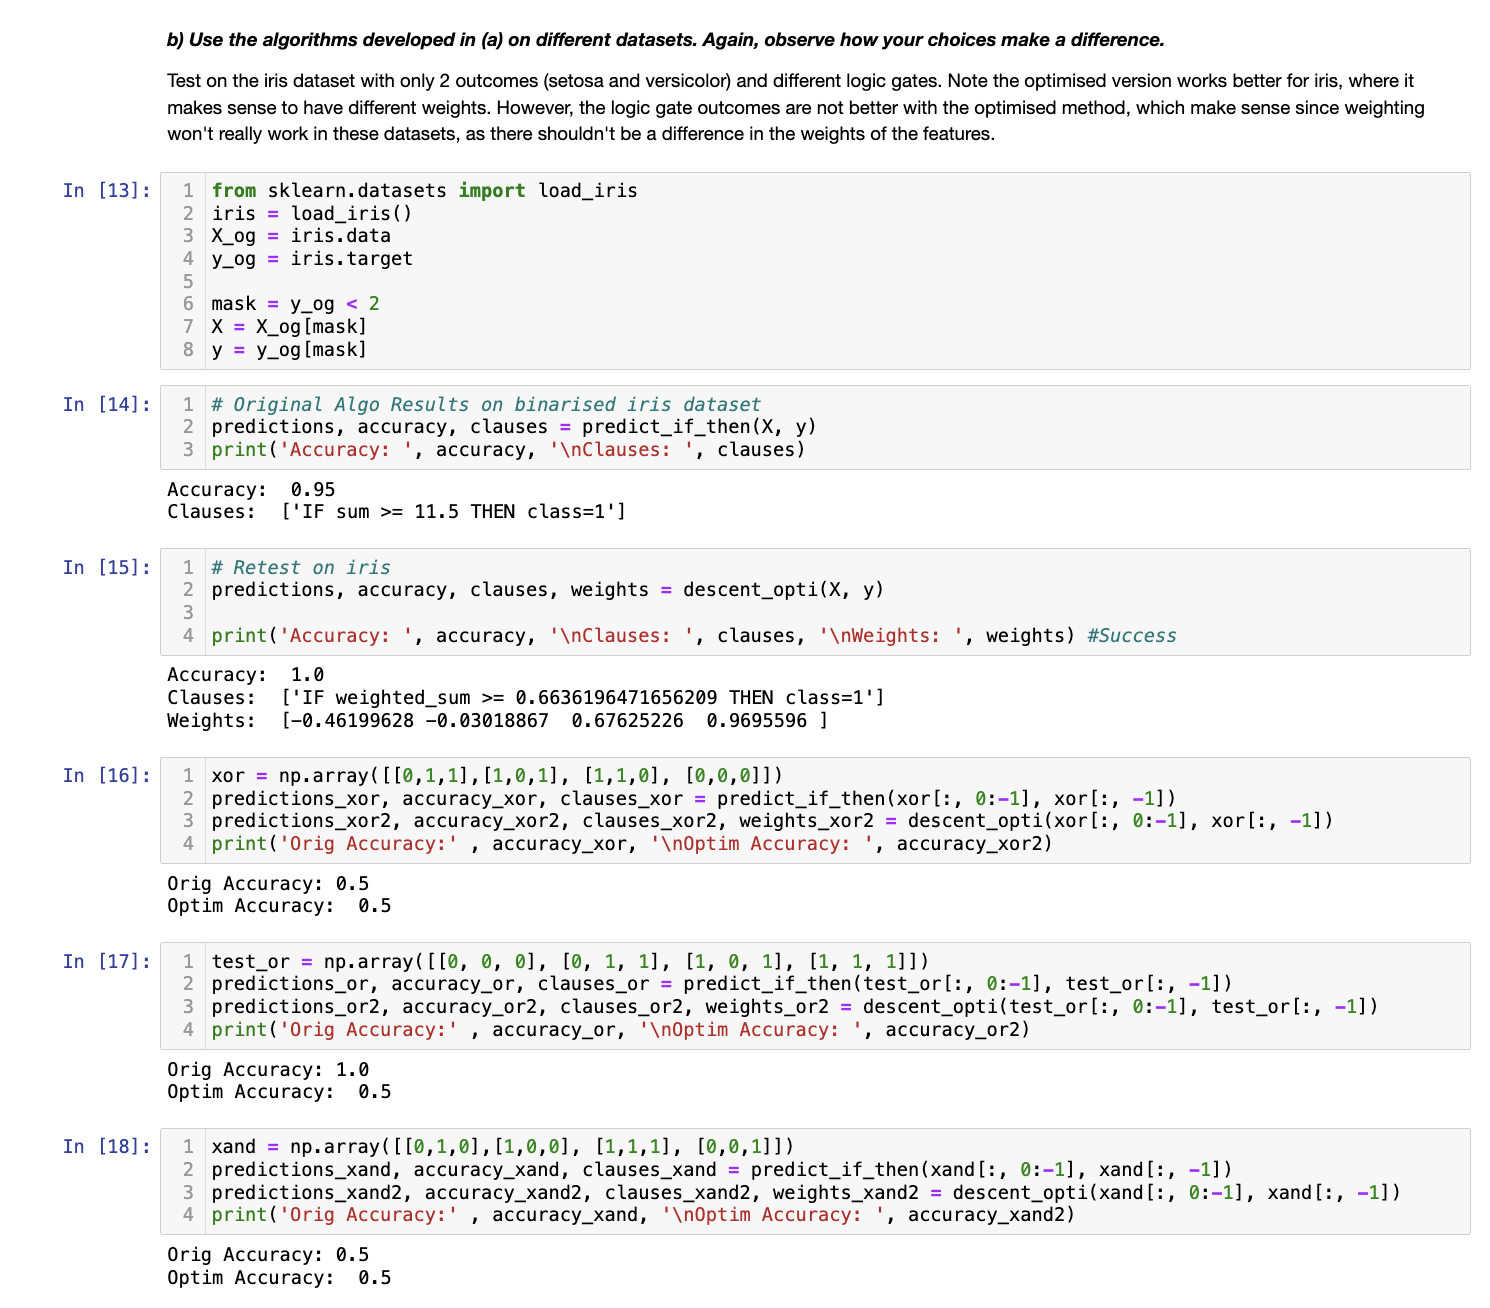 b) Use the algorithms developed in (a) on different datasets. Again, observe how your choices make a difference.
Test on the iris dataset with only 2 outcomes (setosa and versicolor) and different logic gates. Note the optimised version works better for iris, where it
makes sense to have different weights. However, the logic gate outcomes are not better with the optimised method, which make sense since weighting
won't really work in these datasets, as there shouldn't be a difference in the weights of the features.
In [13]:
1 from sklearn.datasets import load_iris
2 iris = load_iris()
3 X_og = iris.data
4 y_og = iris.target
5
6 mask = y_og < 2
7 X = X_og[mask]
8 y = y_og[mask]
In [14]:
1 # Original Algo Results on binarised iris dataset
2 predictions, accuracy, clauses = predict_if_then(X, y)
3 print('Accuracy: ', accuracy, '\nClauses: ', clauses)
Accuracy:  0.95
Clauses:  ['IF sum >= 11.5 THEN class=1']
In [15]:
1 # Retest on iris
2 predictions, accuracy, clauses, weights = descent_opti(X, y)
3
4 print('Accuracy: ', accuracy, '\nClauses: ', clauses, '\nWeights: ', weights) #Success
Accuracy:  1.0
Clauses:  ['IF weighted_sum >= 0.6636196471656209 THEN class=1']
Weights:  [-0.46199628 -0.03018867  0.67625226  0.9695596 ]
In [16]:
1 xor = np.array([[0,1,1],[1,0,1], [1,1,0], [0,0,0]])
2 predictions_xor, accuracy_xor, clauses_xor = predict_if_then(xor[:, 0:-1], xor[:, -1])
3 predictions_xor2, accuracy_xor2, clauses_xor2, weights_xor2 = descent_opti(xor[:, 0:-1], xor[:, -1])
4 print('Orig Accuracy:' , accuracy_xor, '\nOptim Accuracy: ', accuracy_xor2)
Orig Accuracy: 0.5
Optim Accuracy:  0.5
In [17]:
1 test_or = np.array([[0, 0, 0], [0, 1, 1], [1, 0, 1], [1, 1, 1]])
2 predictions_or, accuracy_or, clauses_or = predict_if_then(test_or[:, 0:-1], test_or[:, -1])
3 predictions_or2, accuracy_or2, clauses_or2, weights_or2 = descent_opti(test_or[:, 0:-1], test_or[:, -1])
4 print('Orig Accuracy:' , accuracy_or, '\nOptim Accuracy: ', accuracy_or2)
Orig Accuracy: 1.0
Optim Accuracy:  0.5
In [18]:
1 xand = np.array([[0,1,0],[1,0,0], [1,1,1], [0,0,1]])
2 predictions_xand, accuracy_xand, clauses_xand = predict_if_then(xand[:, 0:-1], xand[:, -1])
3 predictions_xand2, accuracy_xand2, clauses_xand2, weights_xand2 = descent_opti(xand[:, 0:-1], xand[:, -1])
4 print('Orig Accuracy:' , accuracy_xand, '\nOptim Accuracy: ', accuracy_xand2)
Orig Accuracy: 0.5
Optim Accuracy:  0.5